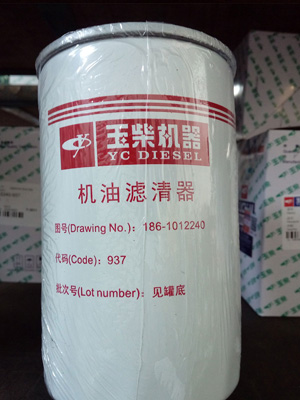 玉柴机器
YC DIESEL
机油滤清器
图号(Drawing No.): 186-1012240
代码(Code): 937
批次号(Lot number): 见罐底